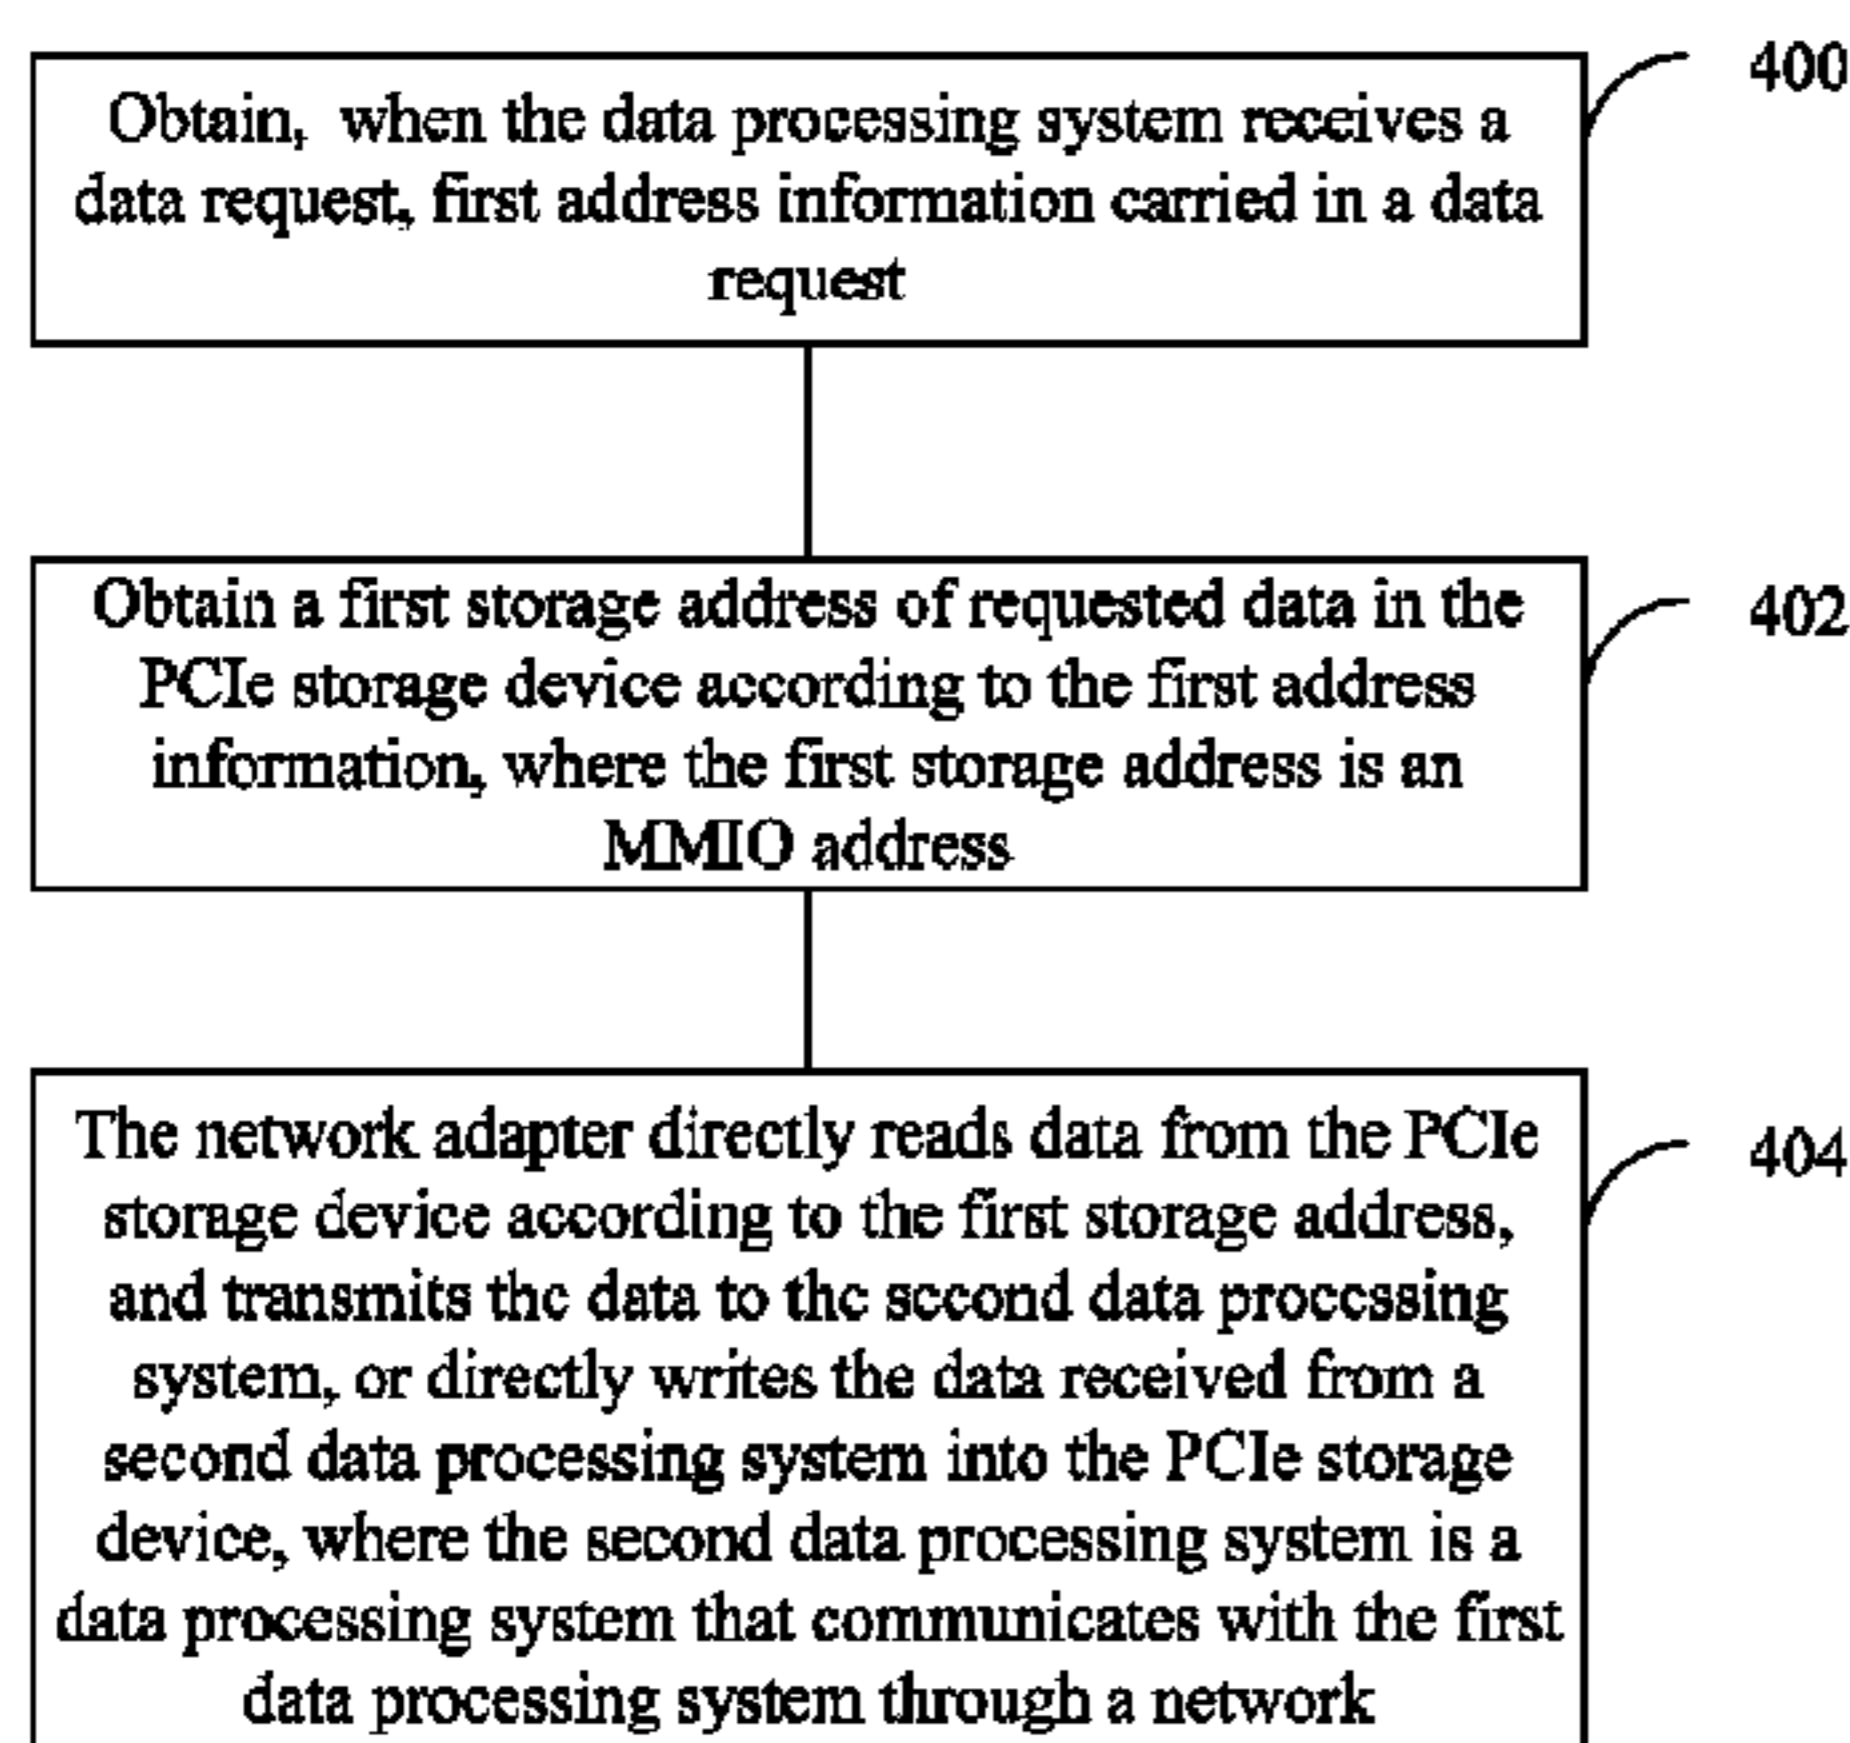 400
Obtain, when the data processing system receives a
data request, first address information carried in a data
request
402
Obtain a first storage address of requested data in the
PCIe storage device according to the first address
information, where the first storage address is an
MMIO address
404
The network adapter directly reads data from the PCIe
storage device according to the first storage address,
and transmits the data to the second data processing
system, or directly writes the data received from a
second data processing system into the PCIe storage
device, where the second data processing system is a
data processing system that communicates with the first
data processing system through a network